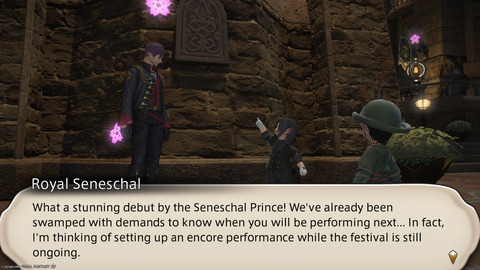 Royal Seneschal
What a stunning debut by the Seneschal Prince! We've already been
swamped with demands to know when you will be performing next... In fact,
I'm thinking of setting up an encore performance while the festival is still
ongoing.